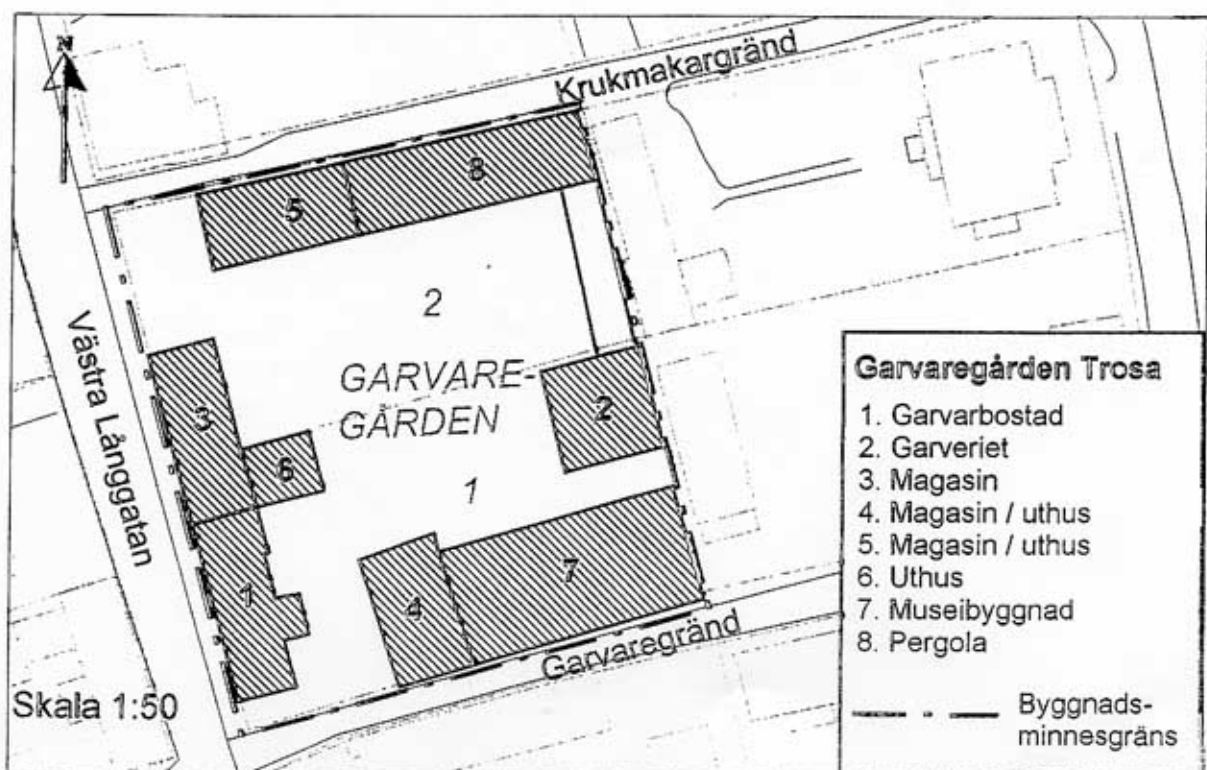 N
Krukmakargränd
8
5
2
Västra Långgatan
GARVARE-
GÅRDEN
3
2
6
1
7
1
4
Garvaregränd
Skala 1:50
Garvaregården Trosa
1. Garvarbostad
2. Garveriet
3. Magasin
4. Magasin / uthus
5. Magasin / uthus
6. Uthus
7. Museibyggnad
8. Pergola
Byggnads-
minnesgräns